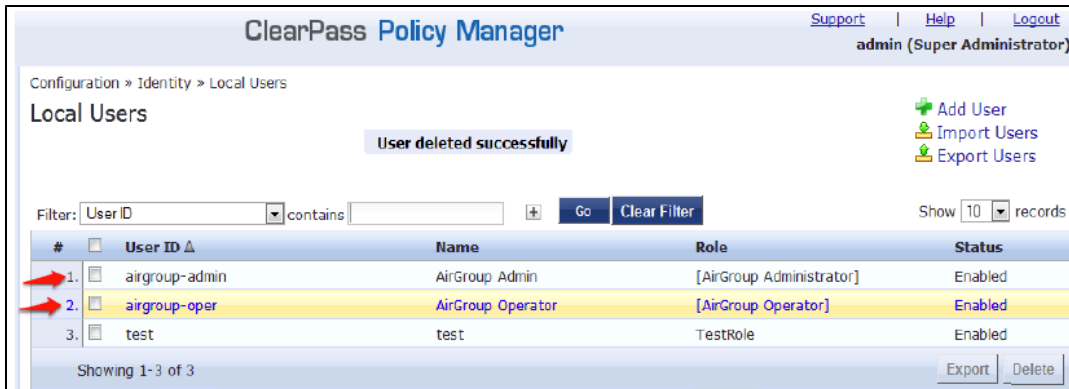 ClearPass Policy Manager
Support | Help | Logout
admin (Super Administrator)
Configuration » Identity » Local Users
Local Users
User deleted successfully
Add User
Import Users
Export Users
Filter: User ID contains + Go Clear Filter Show 10 records
# User ID Δ Name Role Status
1. airgroup-admin AirGroup Admin [AirGroup Administrator] Enabled
2. airgroup-oper AirGroup Operator [AirGroup Operator] Enabled
3. test test TestRole Enabled
Showing 1-3 of 3 Export Delete